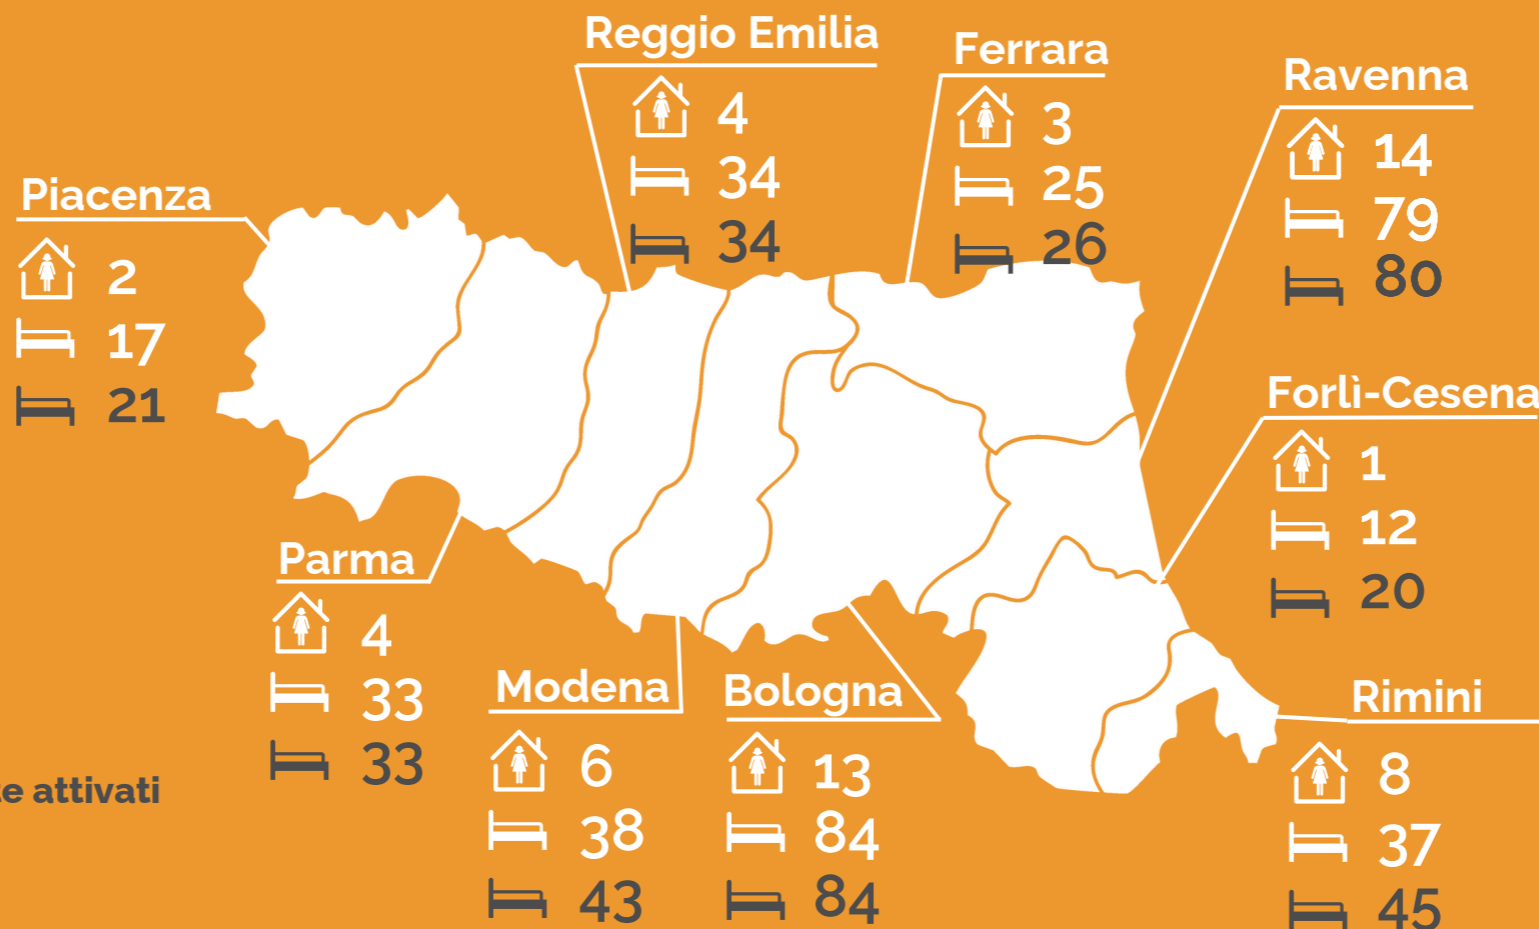 Reggio Emilia
4
34
34
Ferrara
3
25
26
Ravenna
14
79
80
Piacenza
2
17
21
Forlì-Cesena
1
12
20
Parma
4
33
33
Modena
6
38
43
Bologna
13
84
84
Rimini
8
37
45
e attivati